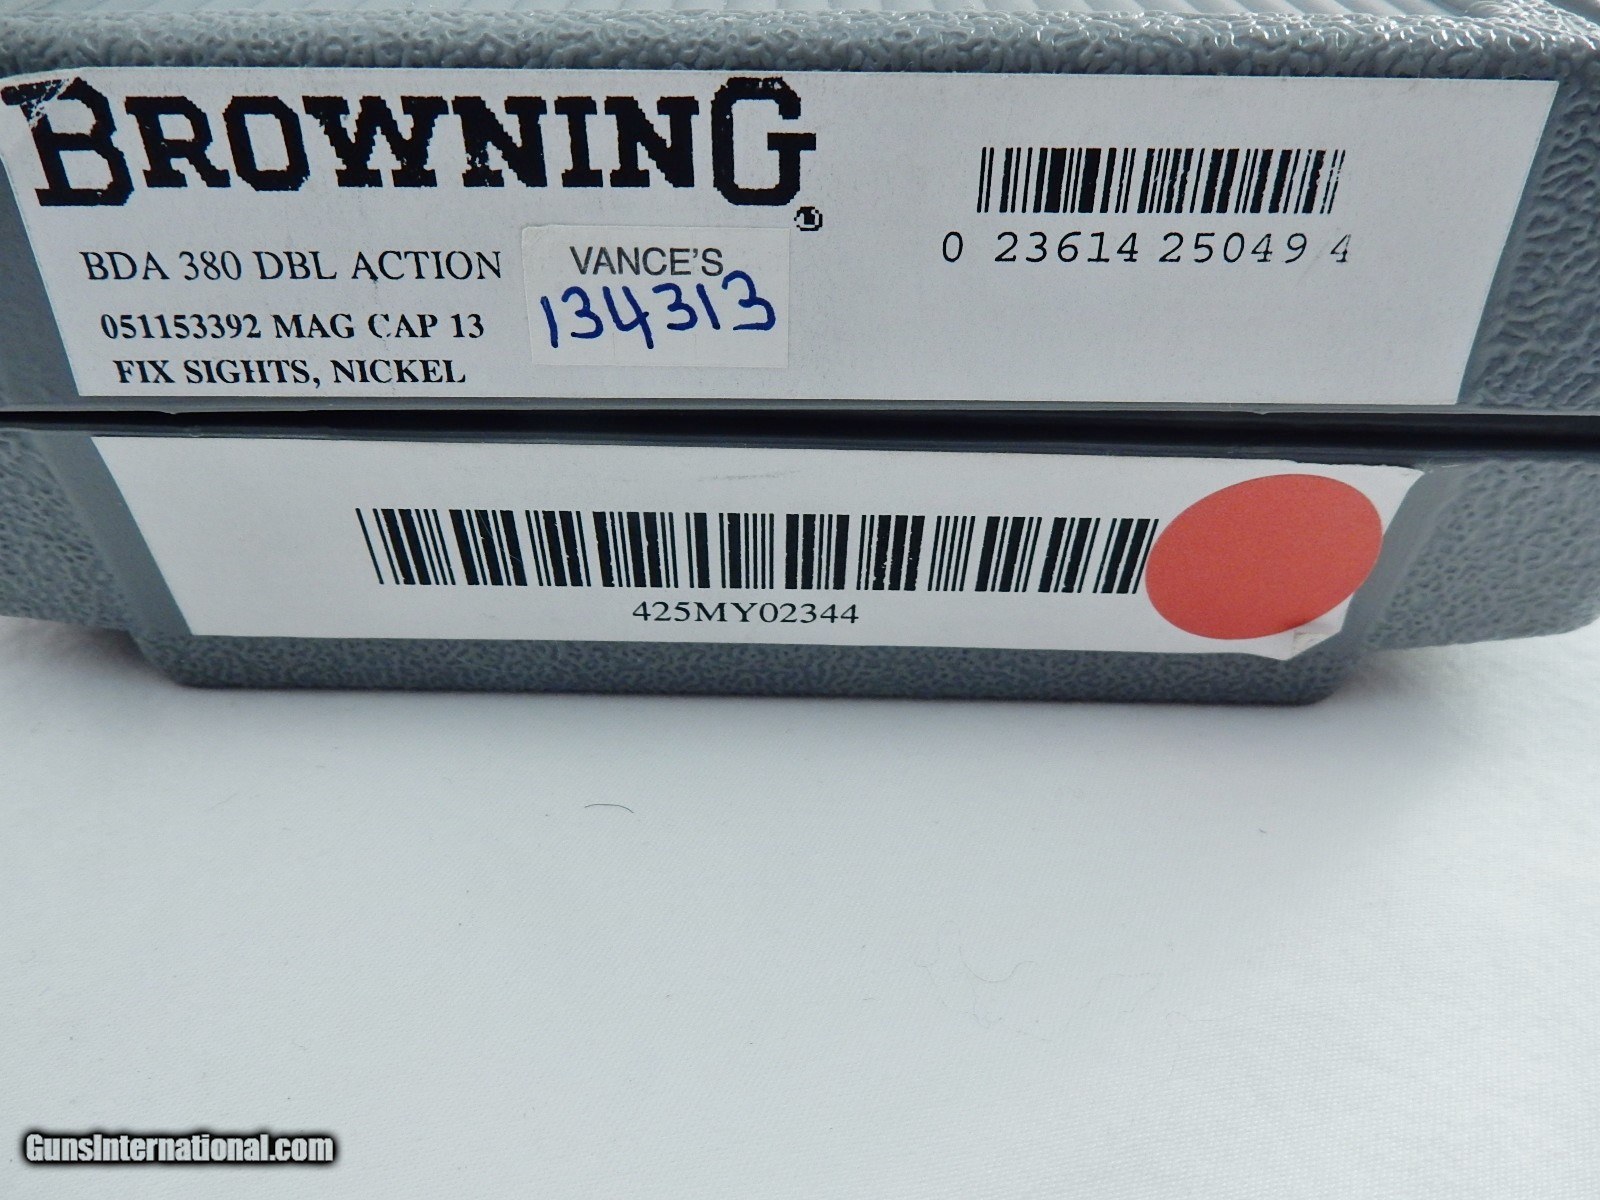 BROWNING
BDA 380 DBL ACTION
051153392 MAG CAP 13
FIX SIGHTS, NICKEL
VANCE'S
134313
0 23614 25049 4
425MY02344
GunsInternational.com